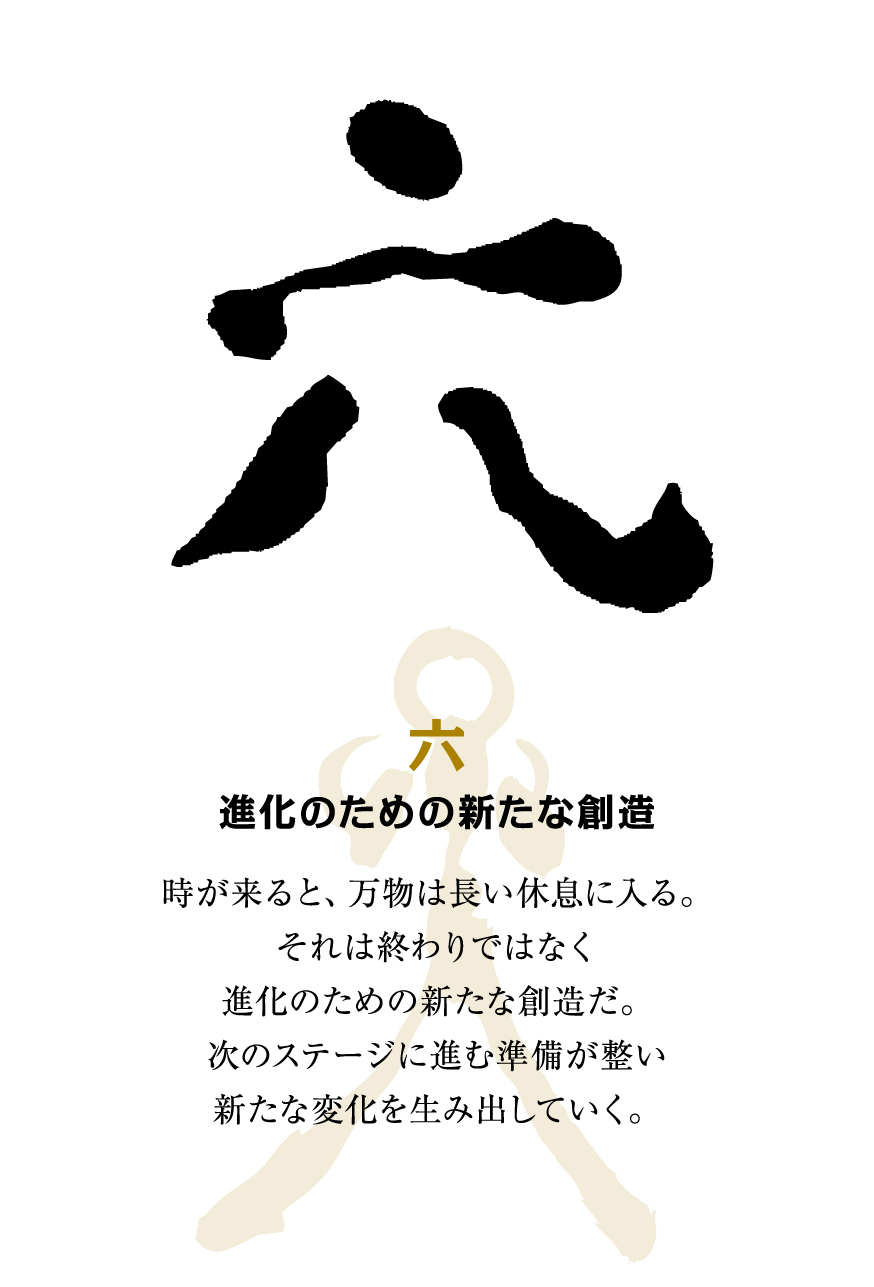 六
六
進化のための新たな創造
時が来ると、万物は長い休息に入る。
それは終わりではなく
進化のための新たな創造だ。
次のステージに進む準備が整い
新たな変化を生み出していく。